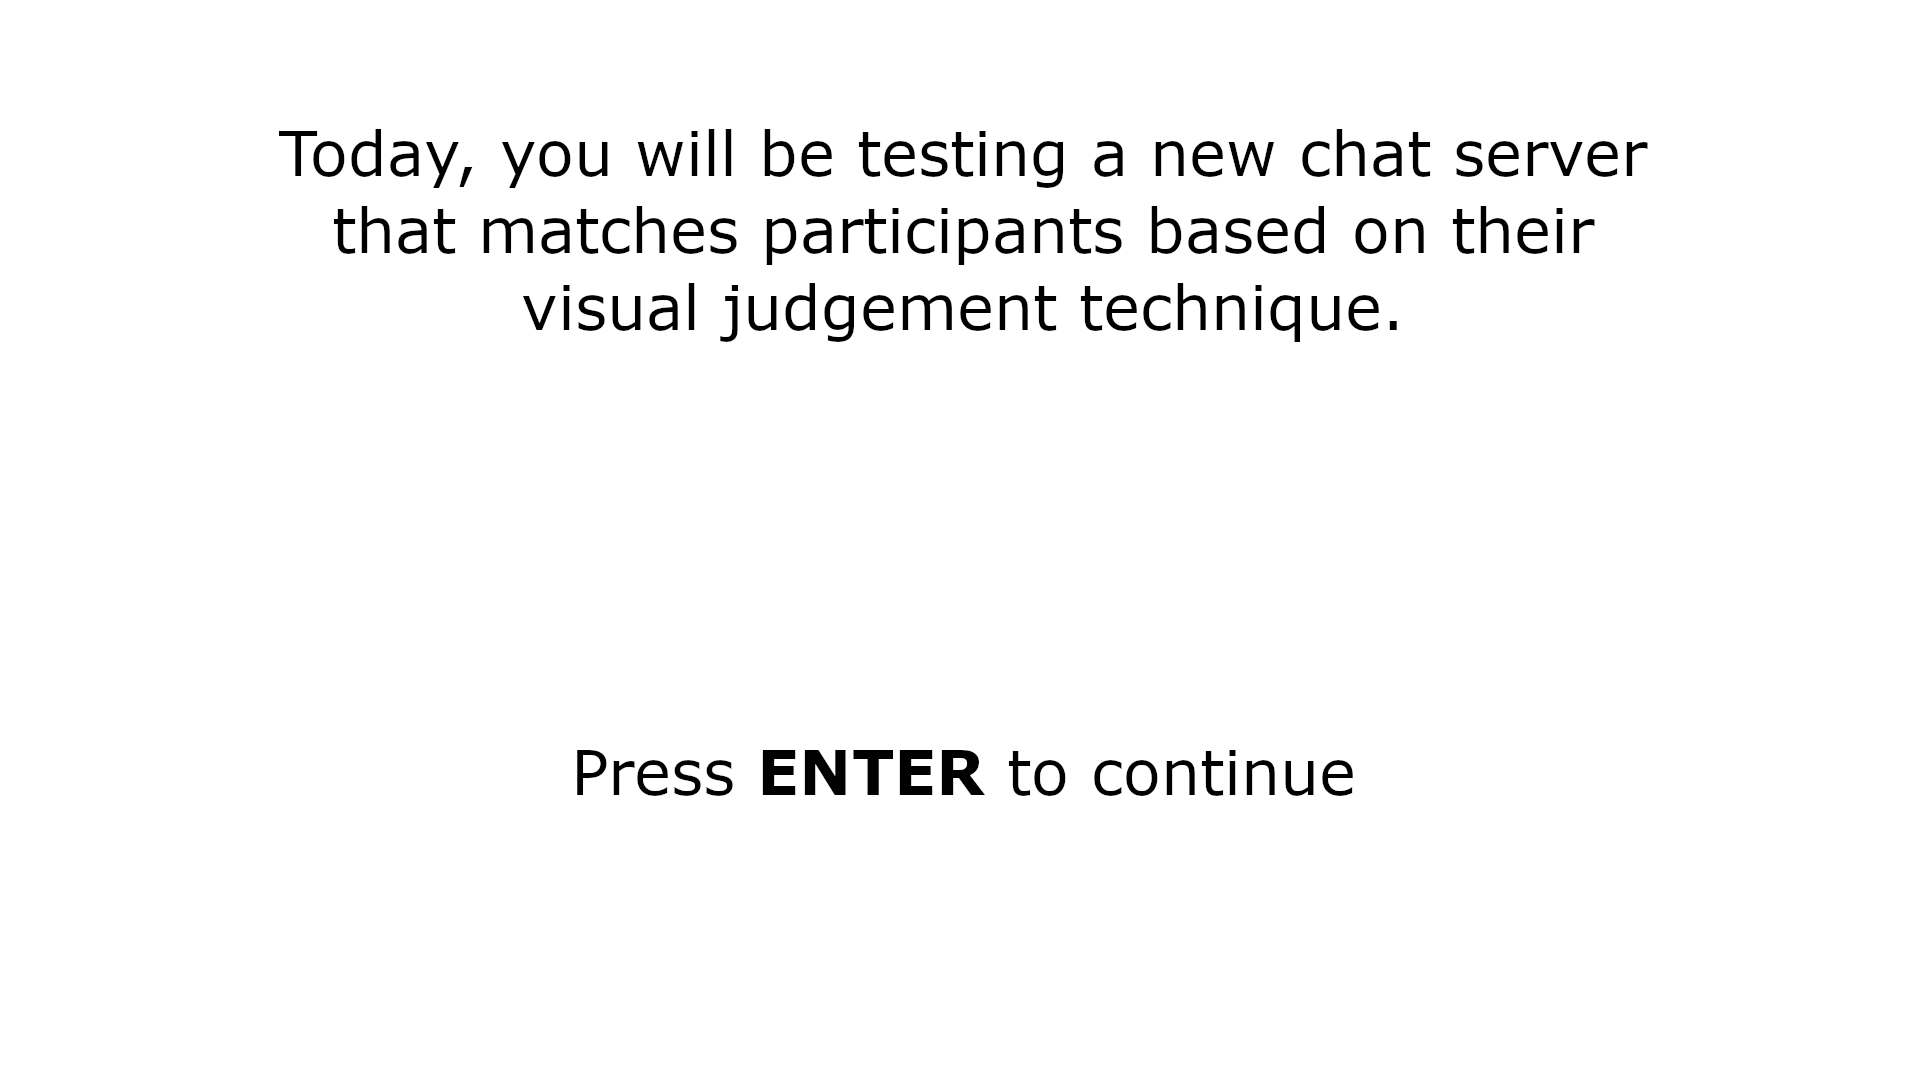 Today, you will be testing a new chat server
that matches participants based on their
visual judgement technique.
Press ENTER to continue